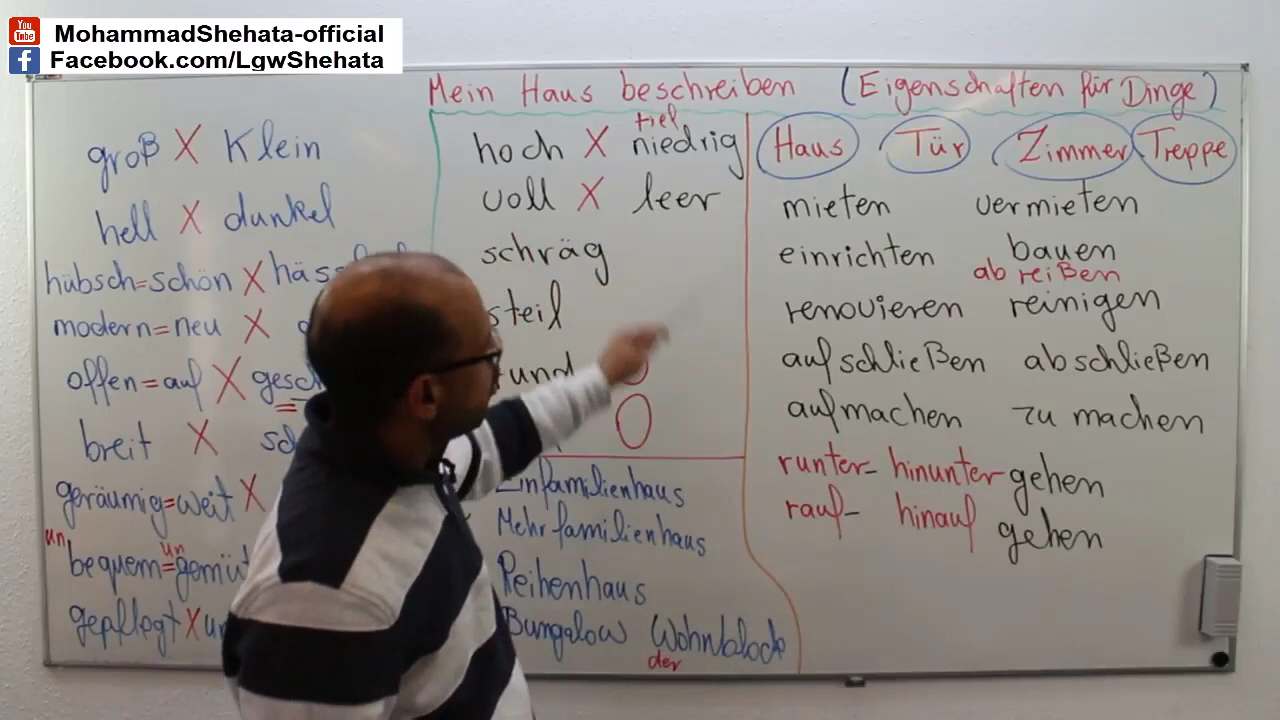 You Tube MohammadShehata-official
Facebook.com/LgwShehata
Mein Haus beschreiben (Eigenschaften für Dinge)
groß X Klein
hell X dunkel
hübsch=schön X
modern=neu X
offen=auf X
breit X
geräumig=weit X
un un
bequem=
gepflegt X
tief
hoch X niedrig
voll X leer
schräg
steil
Einfamilienhaus
Mehrfamilienhaus
Reihenhaus
Bungalow Wohnblock
der
Haus Tür Zimmer Treppe
mieten vermieten
einrichten bauen
ab reißen
renovieren reinigen
aufschließen abschließen
aufmachen zu machen
runter- hinunter gehen
rauf- hinauf gehen